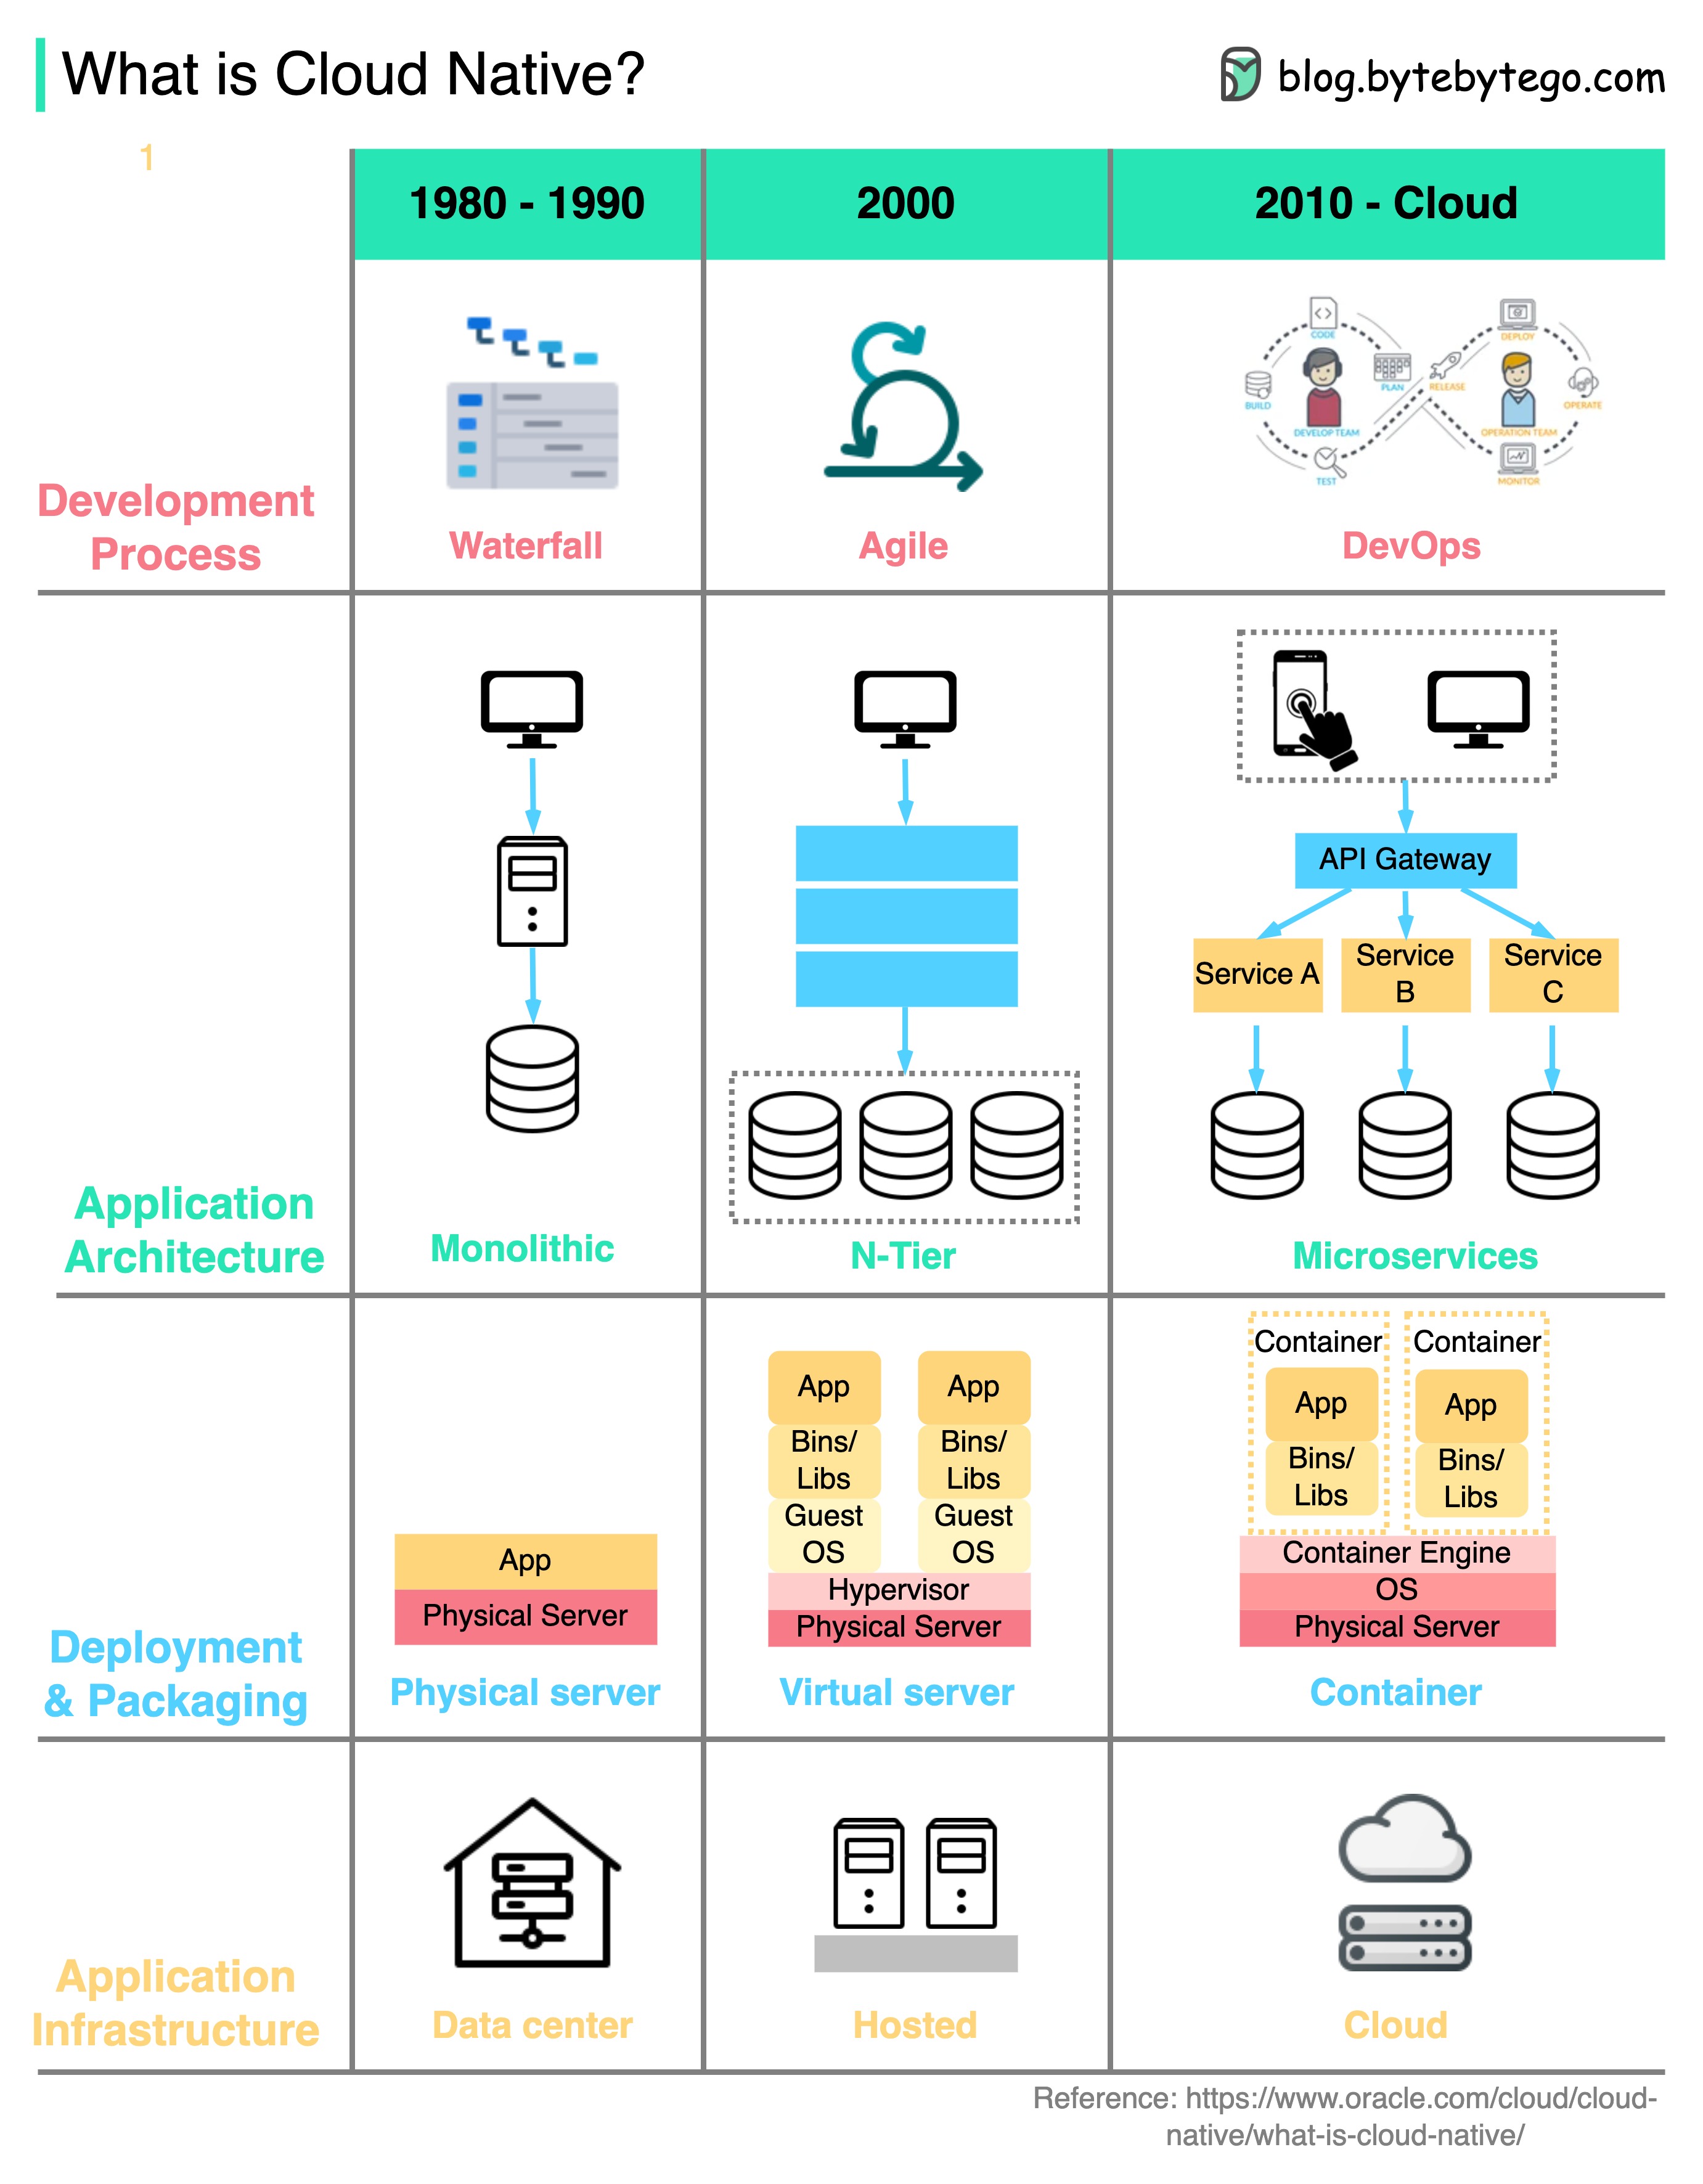 What is Cloud Native?
blog.bytebytego.com
1
1980 - 1990
2000
2010 - Cloud
Development
Process
Waterfall
Agile
CODE
PLAN
BUILD
DEVELOP TEAM
TEST
RELEASE
DEPLOY
OPERATE
OPERATION TEAM
MONITOR
DevOps
Application
Architecture
Monolithic
N-Tier
API Gateway
Service A
Service
B
Service
C
Microservices
Deployment
& Packaging
App
Physical Server
Physical server
App
Bins/
Libs
Guest
OS
App
Bins/
Libs
Guest
OS
Hypervisor
Physical Server
Virtual server
Container
App
Bins/
Libs
Container
App
Bins/
Libs
Container Engine
OS
Physical Server
Container
Application
Infrastructure
Data center
Hosted
Cloud
Reference: https://www.oracle.com/cloud/cloud-
native/what-is-cloud-native/